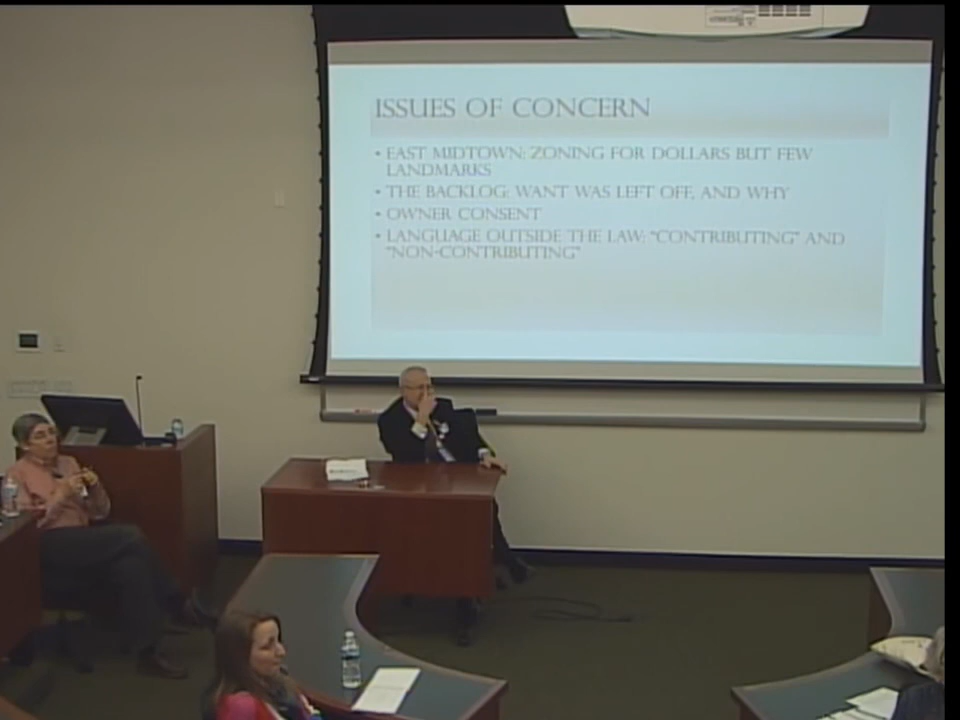 ISSUES OF CONCERN
• EAST MIDTOWN: ZONING FOR DOLLARS BUT FEW
LANDMARKS
• THE BACKLOG: WANT WAS LEFT OFF, AND WHY
• OWNER CONSENT
• LANGUAGE OUTSIDE THE LAW: "CONTRIBUTING" AND
"NON-CONTRIBUTING"